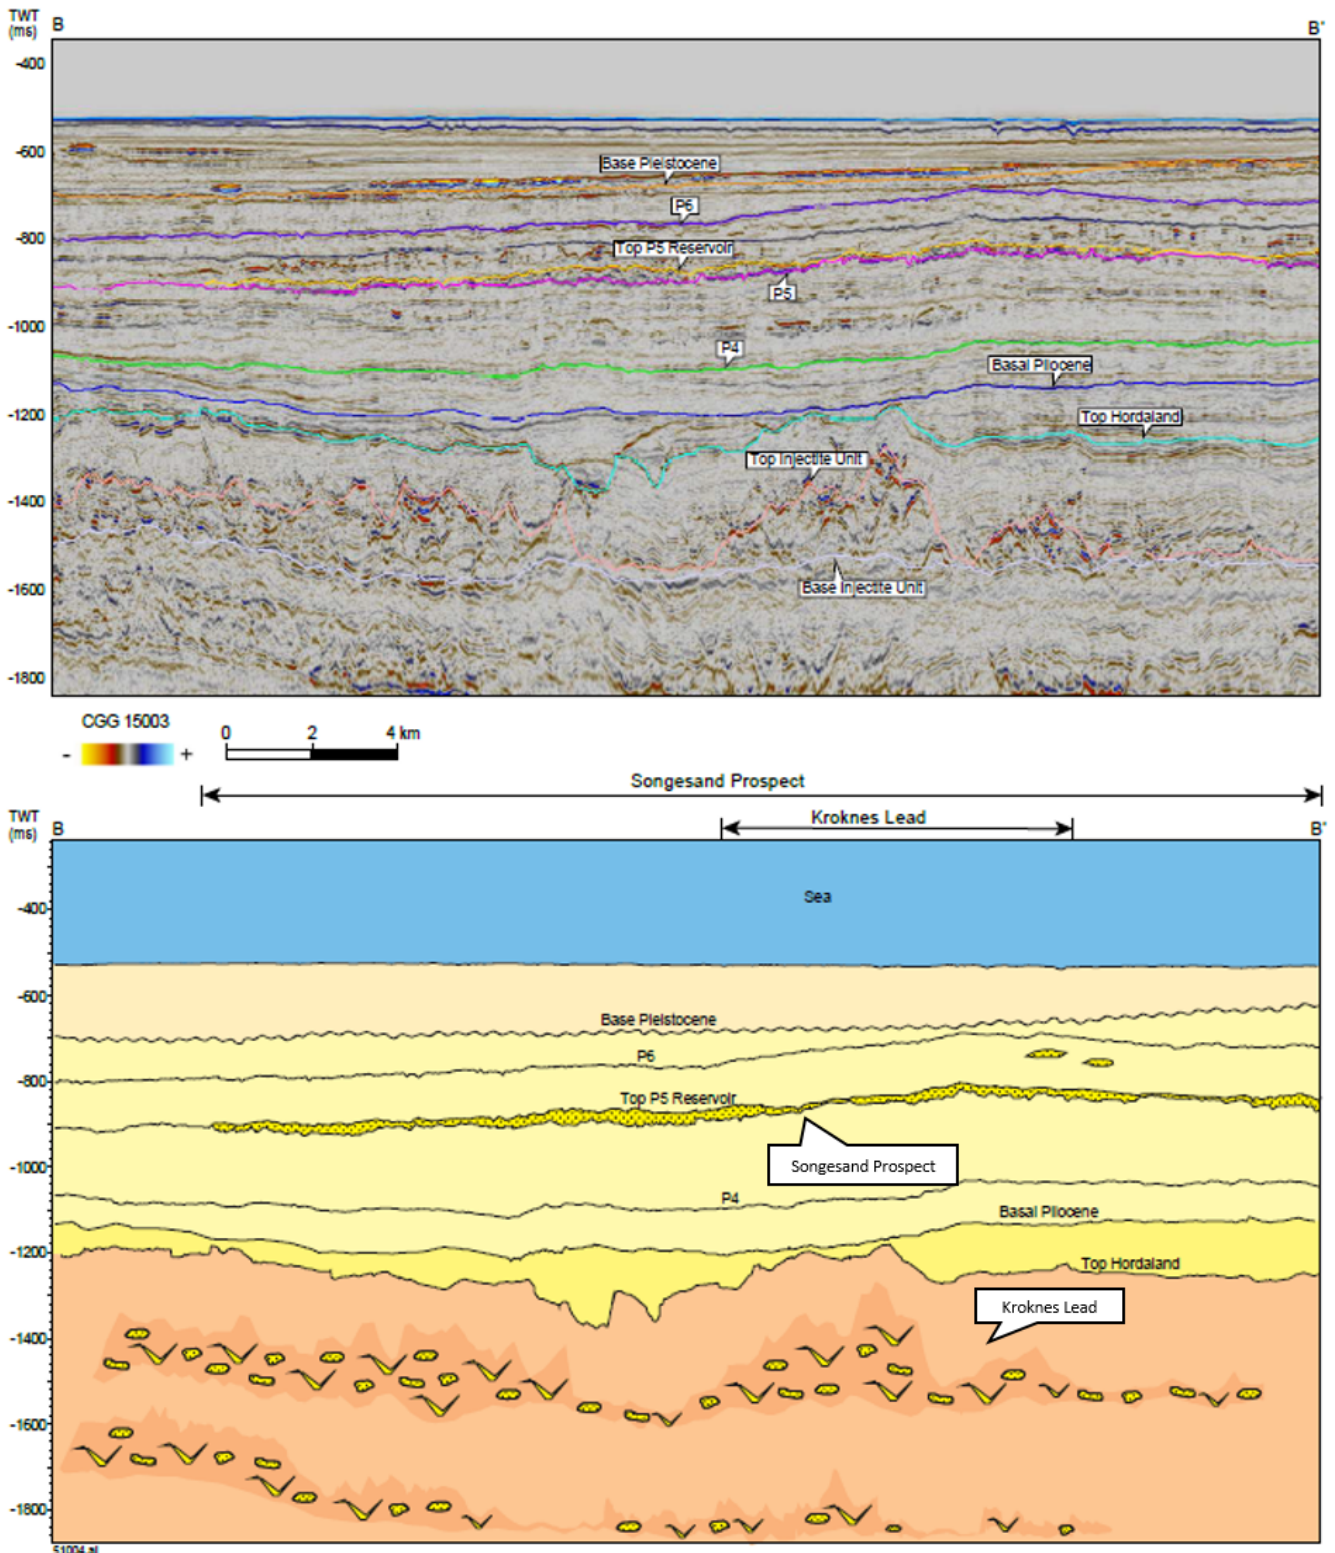 TWT
(ms)
B
B'
-400
-600
-800
-1000
-1200
-1400
-1600
-1800
Base Pleistocene
P6
Top P5 Reservoir
P5
P4
Basal Pliocene
Top Hordaland
Top Injectite Unit
Base Injectite Unit
CGG 15003
- +
0 2 4 km
Songesand Prospect
Kroknes Lead
TWT
(ms)
B
B'
-400
-600
-800
-1000
-1200
-1400
-1600
-1800
Sea
Base Pleistocene
P6
Top P5 Reservoir
Songesand Prospect
P4
Basal Pliocene
Top Hordaland
Kroknes Lead
51004.ai